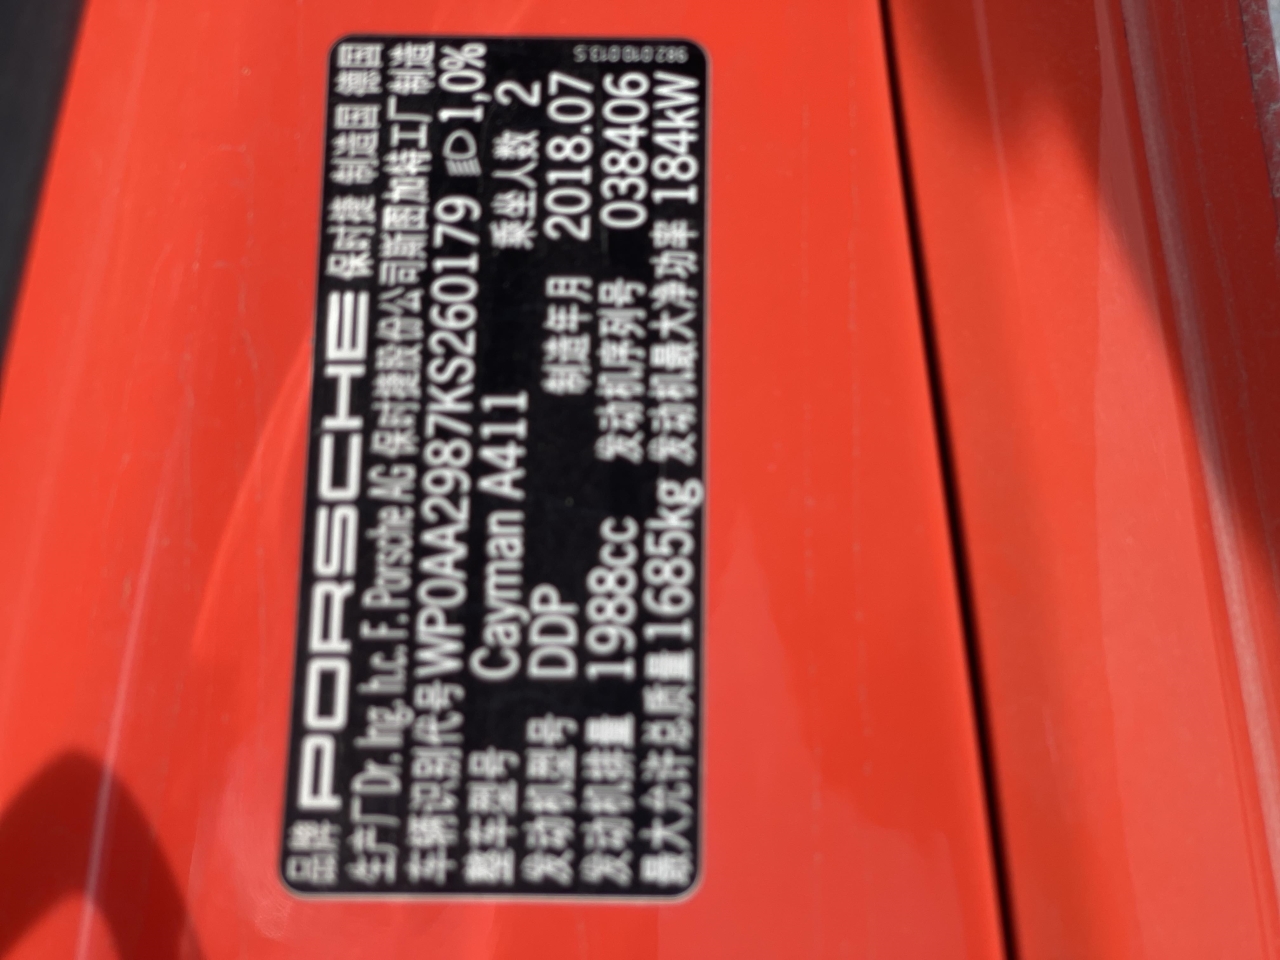 品牌 PORSCHE 保时捷 制造国 德国
生产厂 Dr. Ing. h.c. F. Porsche AG 保时捷股份公司斯图加特工厂制造
车辆识别代号 WP0AA2987KS260179 1,0%
整车型号 Cayman A411 乘坐人数 2
发动机型号 DDP 制造年月 2018.07
发动机排量 1988cc 发动机序列号 038406
最大允许总质量 1685kg 发动机最大净功率 184kW
982.010.013.S